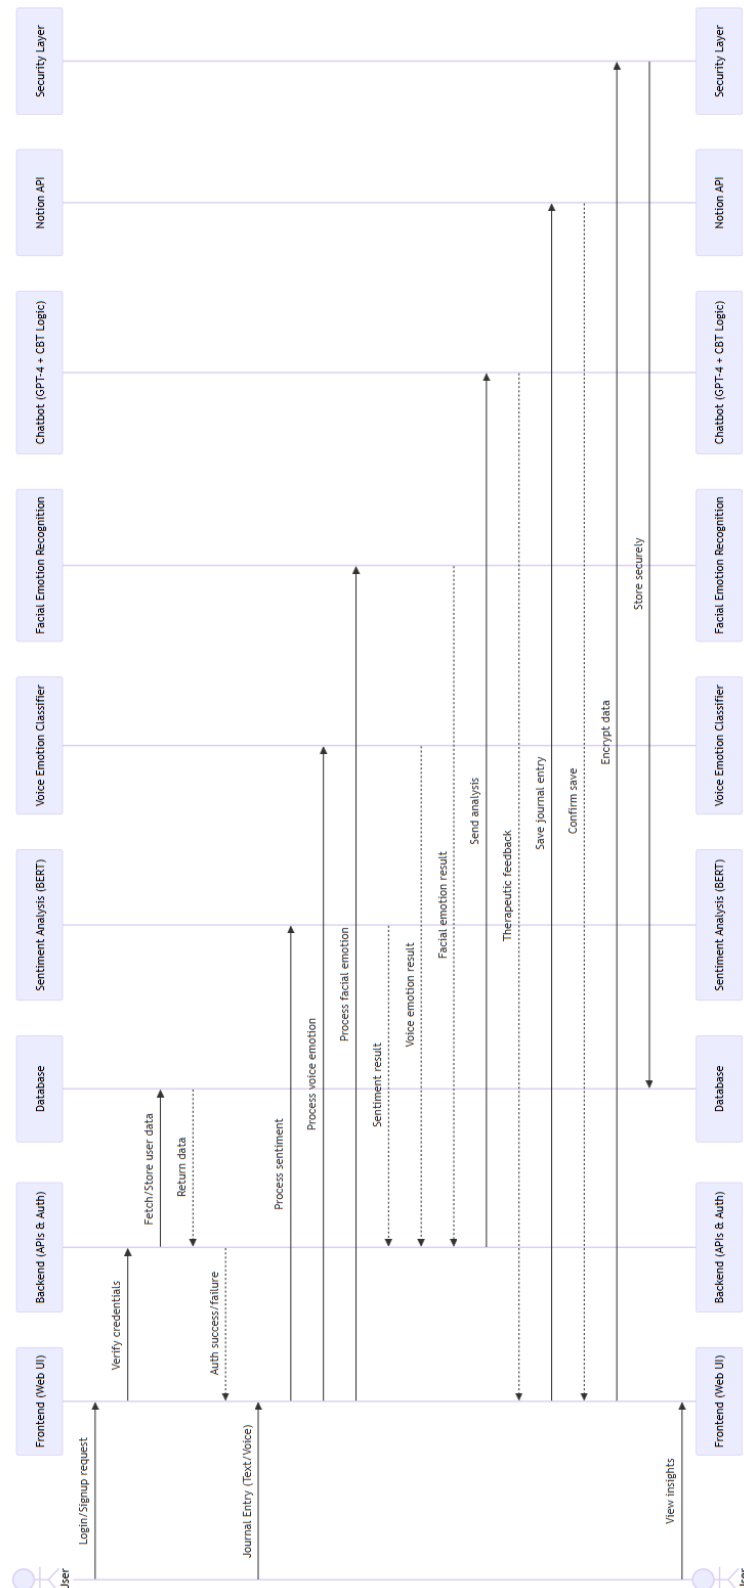 User
Frontend (Web UI)
Backend (APIs & Auth)
Database
Sentiment Analysis (BERT)
Voice Emotion Classifier
Facial Emotion Recognition
Chatbot (GPT-4 + CBT Logic)
Notion API
Security Layer
Login/Signup request
Verify credentials
Fetch/Store user data
Return data
Auth success/failure
Journal Entry (Text/Voice)
Process sentiment
Process voice emotion
Process facial emotion
Sentiment result
Voice emotion result
Facial emotion result
Send analysis
Therapeutic feedback
Save journal entry
Confirm save
Encrypt data
Store securely
View insights
User
Frontend (Web UI)
Backend (APIs & Auth)
Database
Sentiment Analysis (BERT)
Voice Emotion Classifier
Facial Emotion Recognition
Chatbot (GPT-4 + CBT Logic)
Notion API
Security Layer